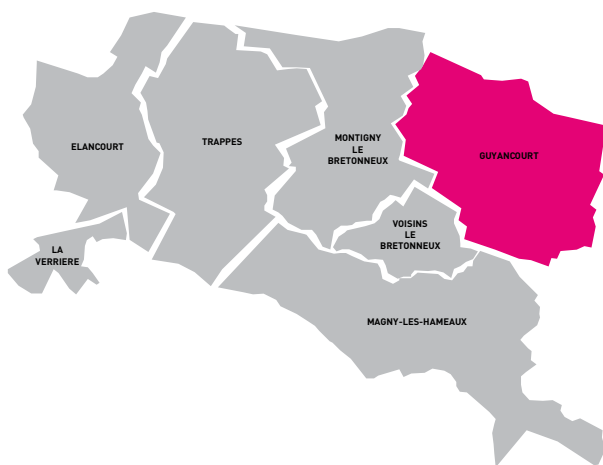 ELANCOURT
TRAPPES
MONTIGNY
LE
BRETONNEUX
GUYANCOURT
VOISINS
LE
BRETONNEUX
LA
VERRIERE
MAGNY-LES-HAMEAUX